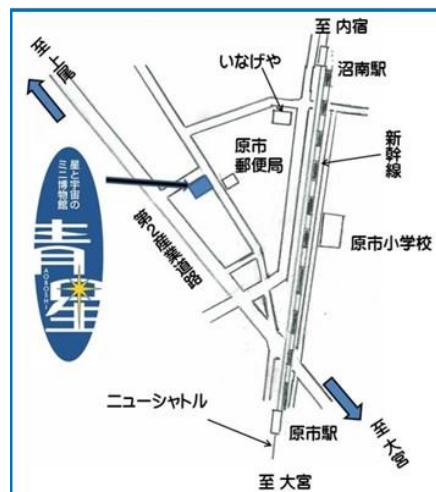 至 内宿
至 上尾
いなげや
沼南駅
原市
郵便局
新幹線
星と宇宙の
ミニ博物館
青星
AOBOSHI
第2産業道路
原市小学校
ニューシャトル
原市駅
至 大宮
至 大宮